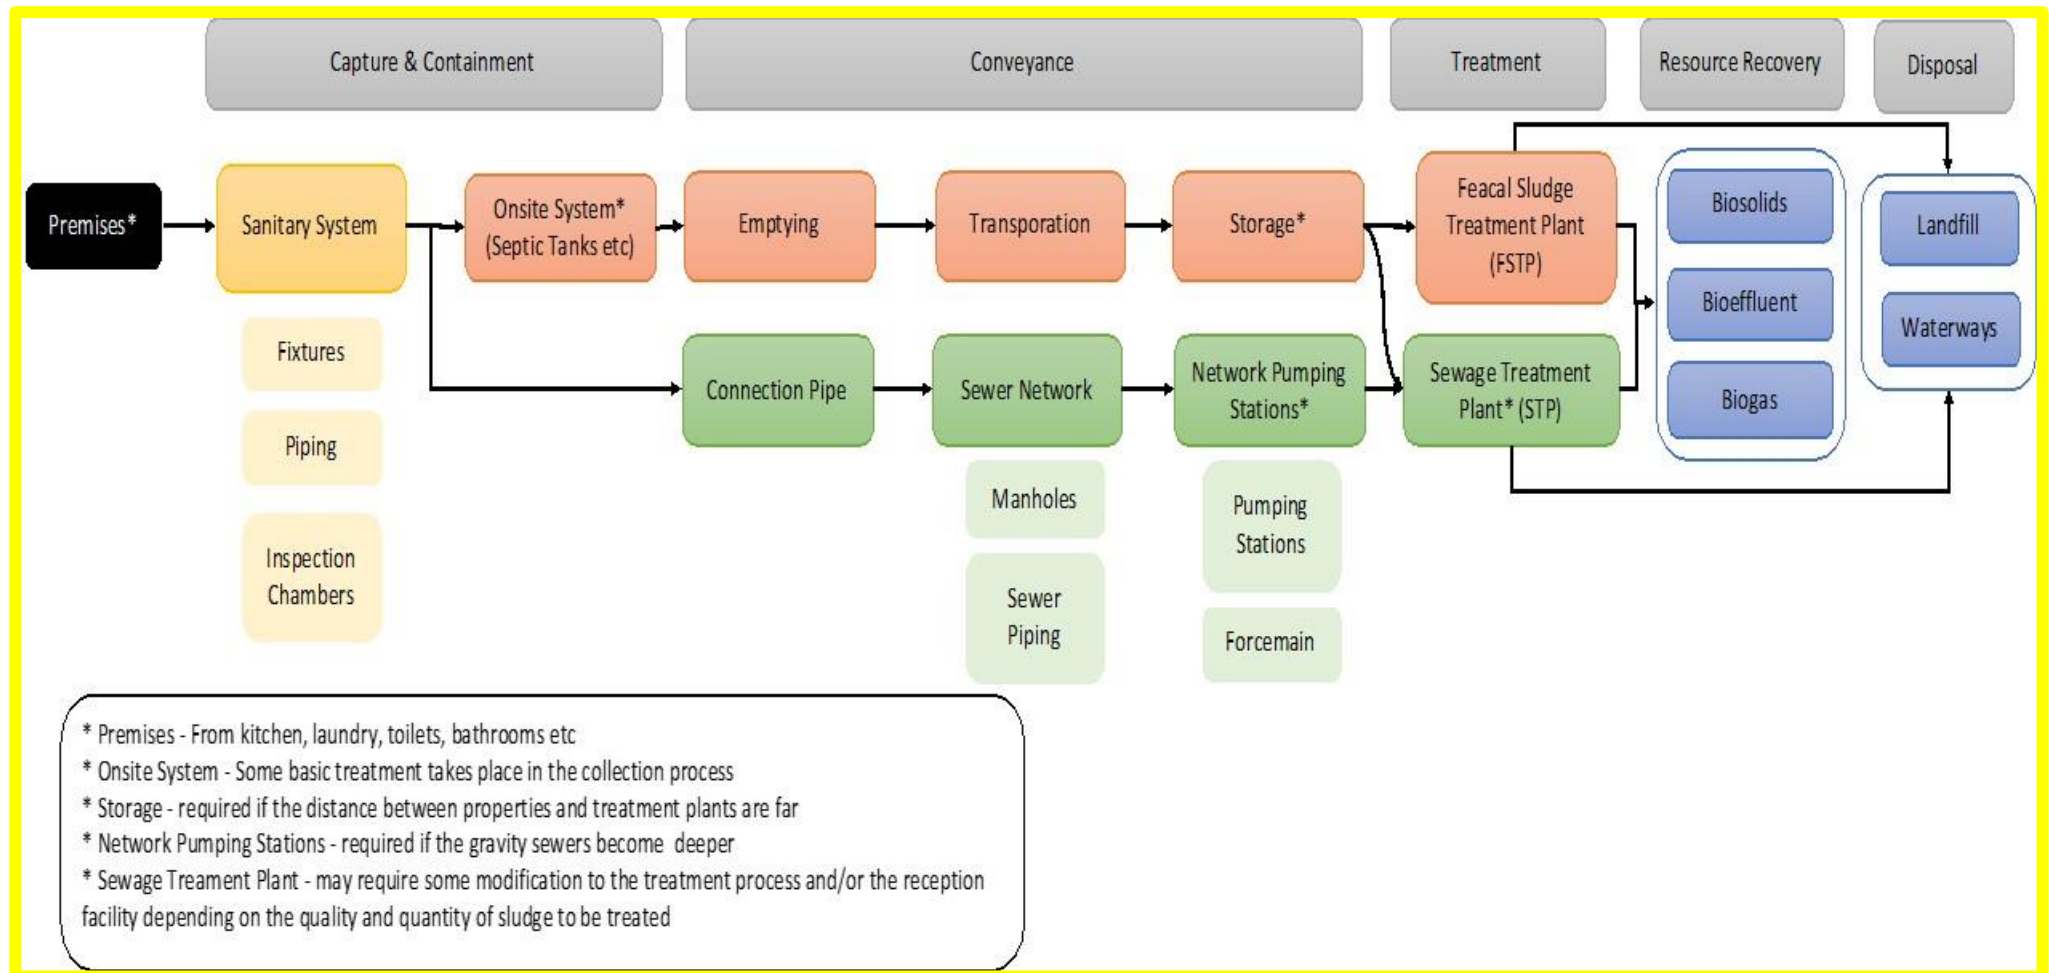 Capture & Containment
Conveyance
Treatment
Resource Recovery
Disposal
Premises*
Sanitary System
Onsite System*
(Septic Tanks etc)
Emptying
Transporation
Storage*
Feacal Sludge
Treatment Plant
(FSTP)
Biosolids
Bioeffluent
Biogas
Landfill
Waterways
Fixtures
Piping
Inspection
Chambers
Connection Pipe
Sewer Network
Network Pumping
Stations*
Sewage Treatment
Plant* (STP)
Manholes
Sewer
Piping
Pumping
Stations
Forcemain
* Premises - From kitchen, laundry, toilets, bathrooms etc
* Onsite System - Some basic treatment takes place in the collection process
* Storage - required if the distance between properties and treatment plants are far
* Network Pumping Stations - required if the gravity sewers become deeper
* Sewage Treament Plant - may require some modification to the treatment process and/or the reception
facility depending on the quality and quantity of sludge to be treated